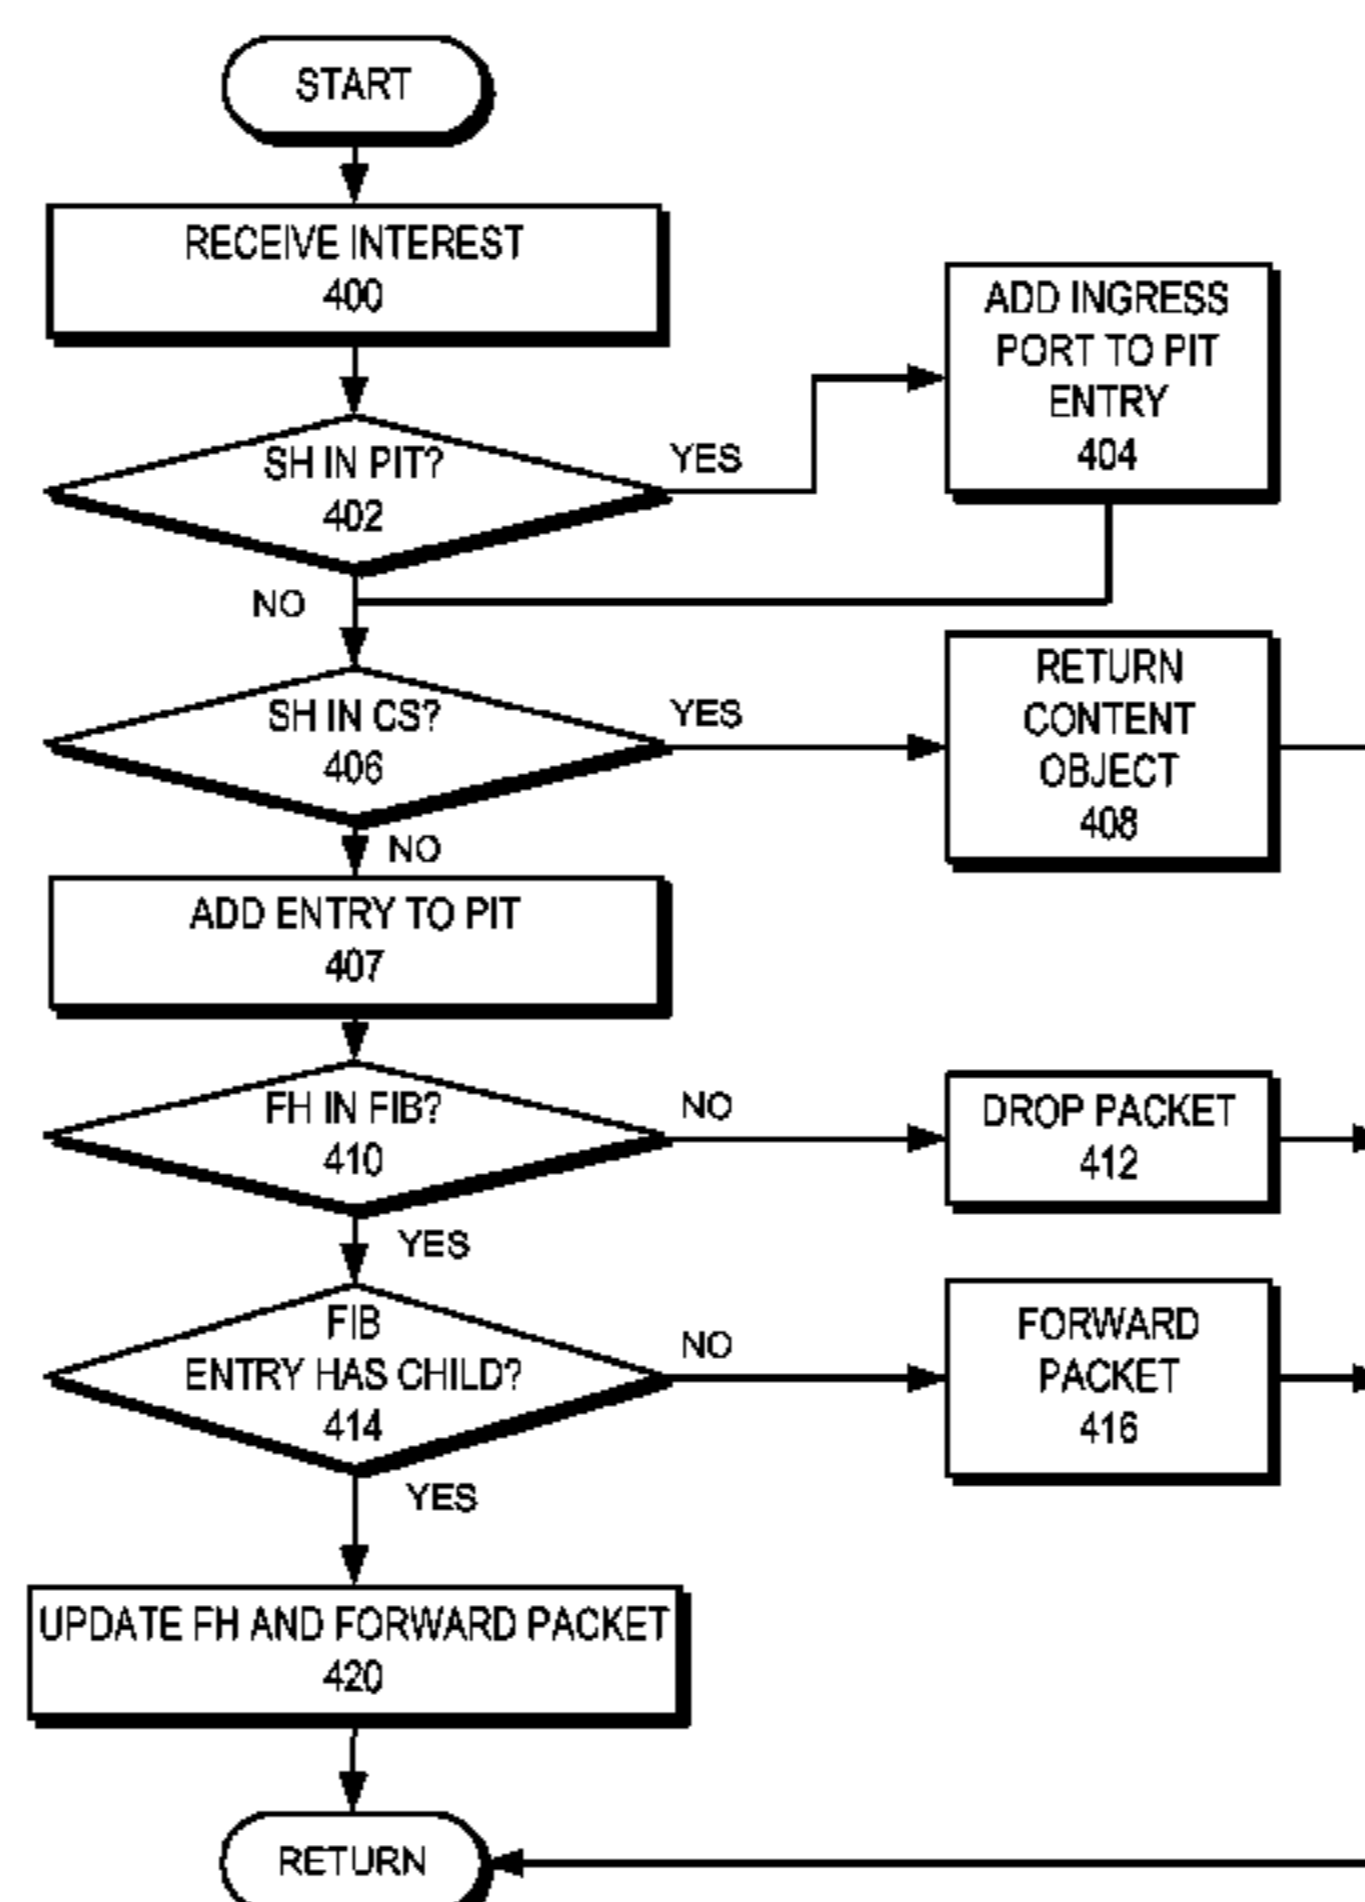 START
RECEIVE INTEREST
400
ADD INGRESS
PORT TO PIT
ENTRY
404
SH IN PIT?
402
YES
NO
SH IN CS?
406
YES
RETURN
CONTENT
OBJECT
408
NO
ADD ENTRY TO PIT
407
FH IN FIB?
410
NO
DROP PACKET
412
YES
FIB
ENTRY HAS CHILD?
414
NO
FORWARD
PACKET
416
YES
UPDATE FH AND FORWARD PACKET
420
RETURN